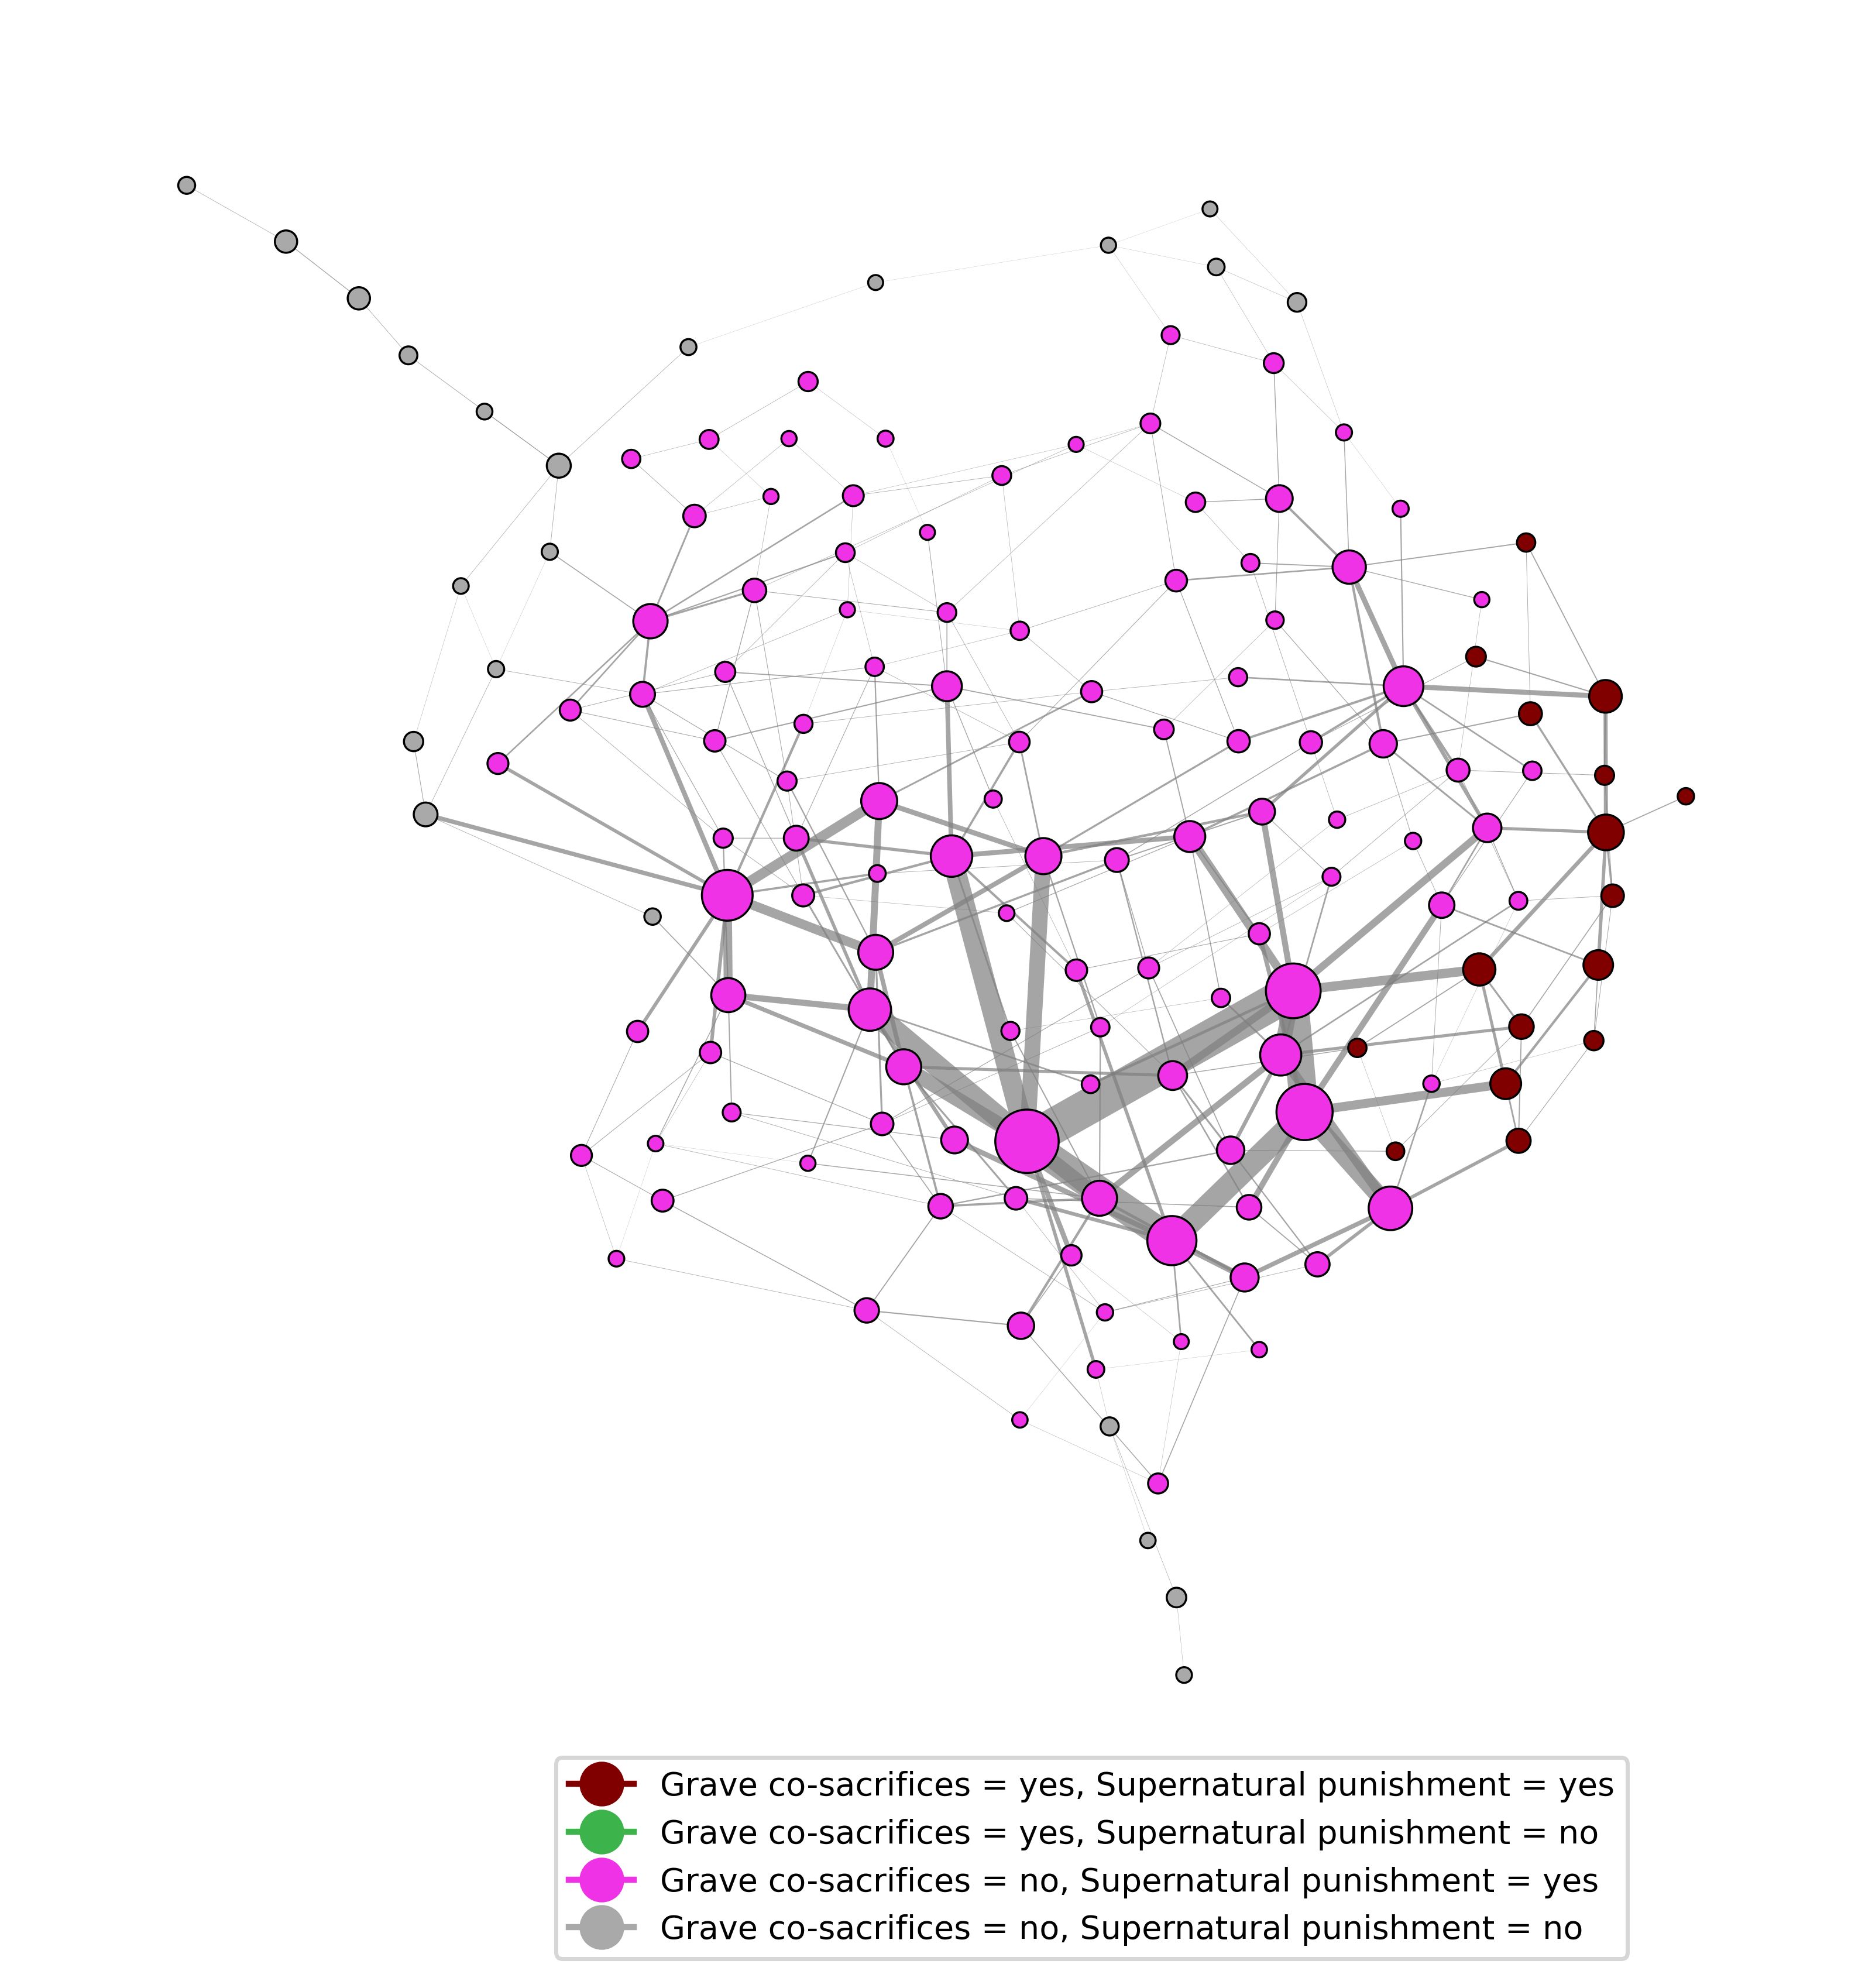 Grave co-sacrifices = yes, Supernatural punishment = yes
Grave co-sacrifices = yes, Supernatural punishment = no
Grave co-sacrifices = no, Supernatural punishment = yes
Grave co-sacrifices = no, Supernatural punishment = no